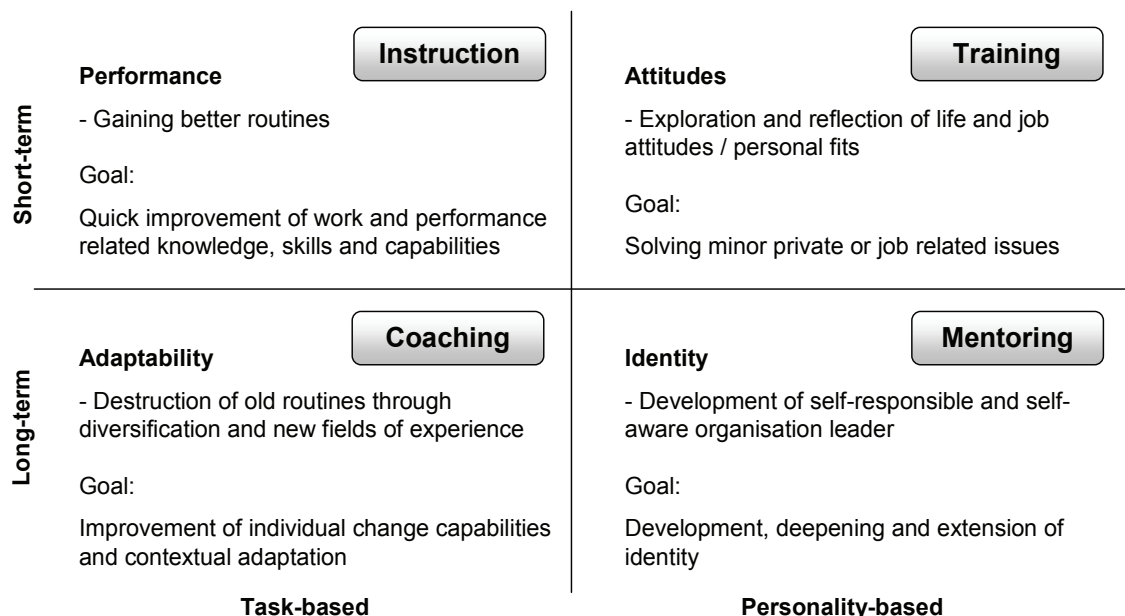 Instruction
Performance
- Gaining better routines
Goal:
Quick improvement of work and performance
related knowledge, skills and capabilities
Training
Attitudes
- Exploration and reflection of life and job
attitudes / personal fits
Goal:
Solving minor private or job related issues
Short-term
Coaching
Adaptability
- Destruction of old routines through
diversification and new fields of experience
Goal:
Improvement of individual change capabilities
and contextual adaptation
Mentoring
Identity
- Development of self-responsible and self-
aware organisation leader
Goal:
Development, deepening and extension of
identity
Long-term
Task-based
Personality-based